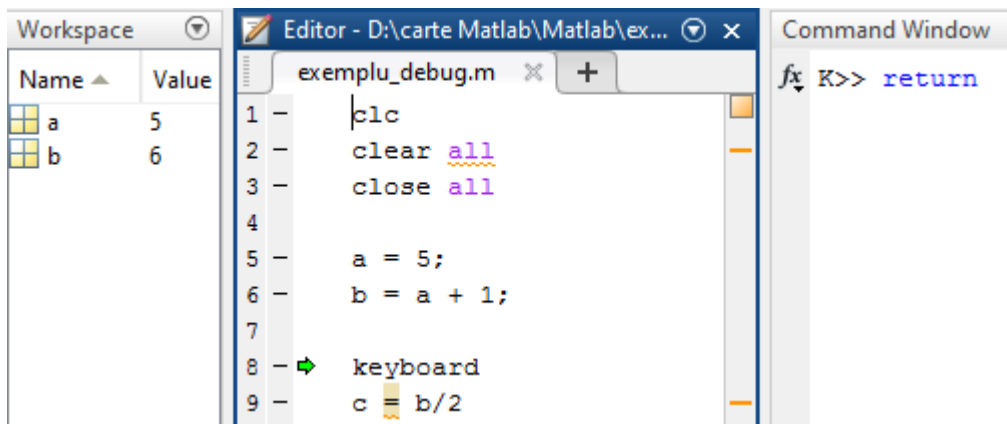 Workspace
Name Value
a 5
b 6
Editor - D:\carte Matlab\Matlab\ex...
exemplu_debug.m
1 clc
2 clear all
3 close all
4
5 a = 5;
6 b = a + 1;
7
8 keyboard
9 c = b/2
Command Window
fx K>> return